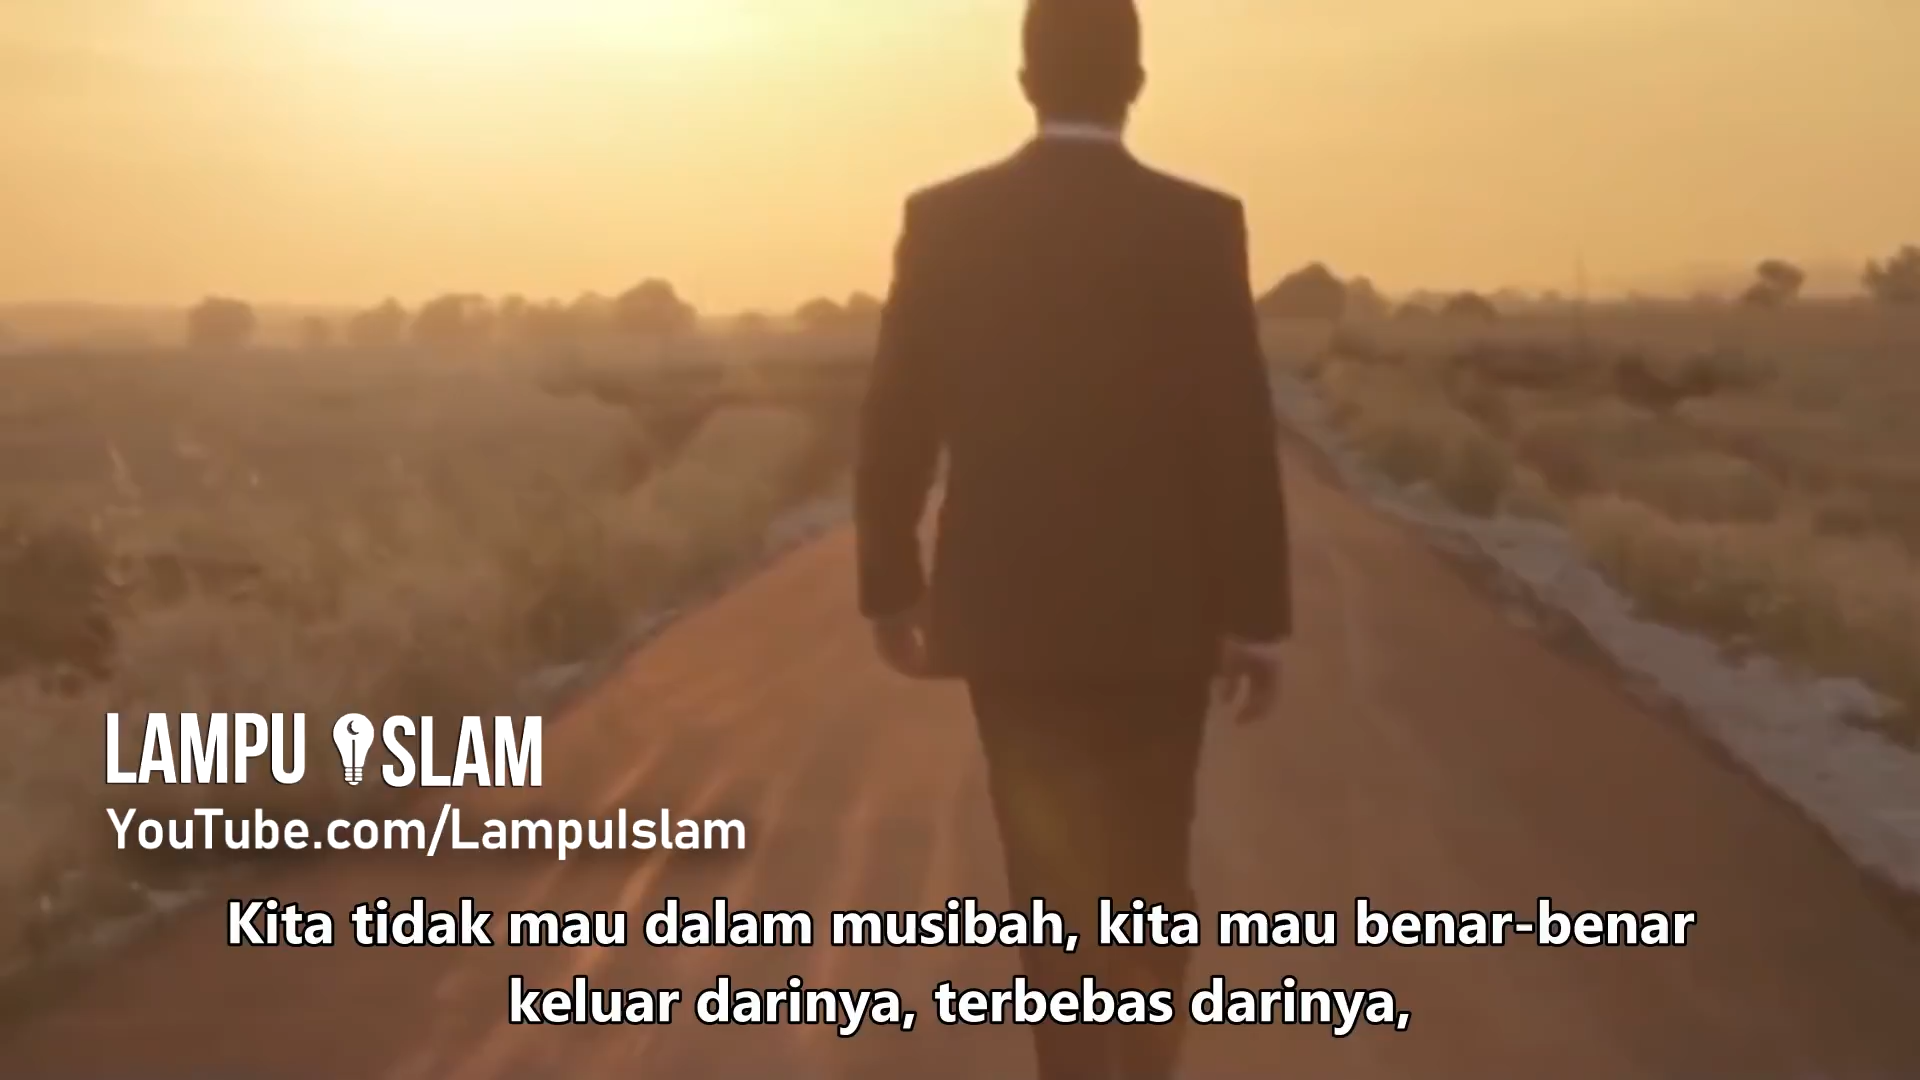 LAMPU ISLAM
YouTube.com/LampuIslam
Kita tidak mau dalam musibah, kita mau benar-benar
keluar darinya, terbebas darinya,